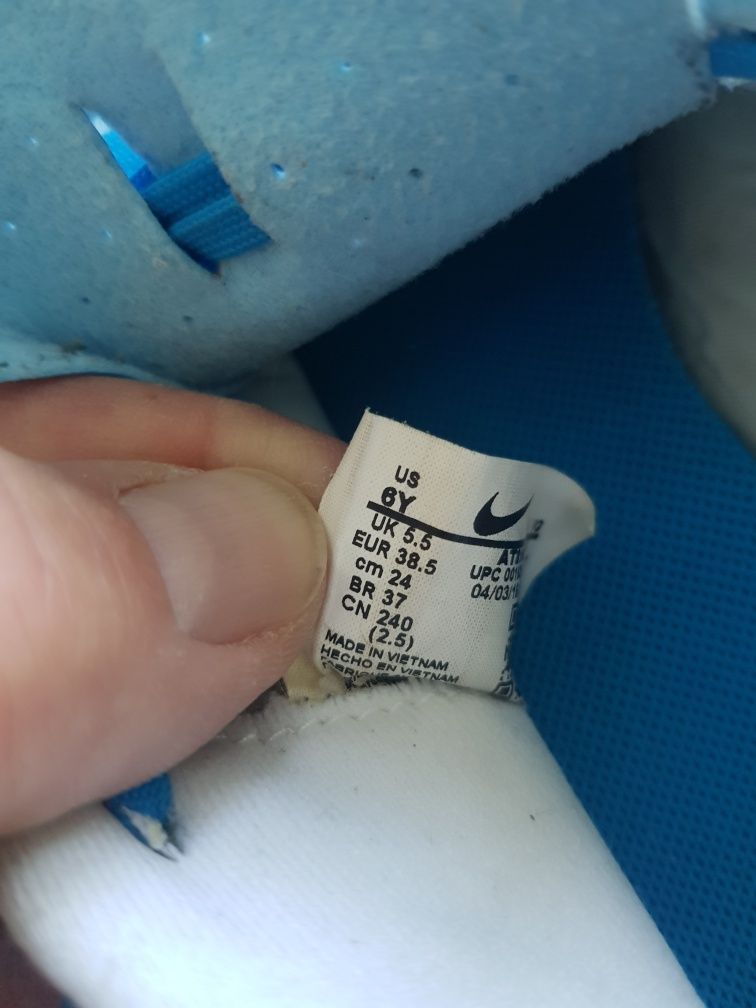 US
6Y
UK 5.5
EUR 38.5
cm 24
BR 37
CN 240
(2.5)
MADE IN VIETNAM
HECHO EN VIETNAM
UPC